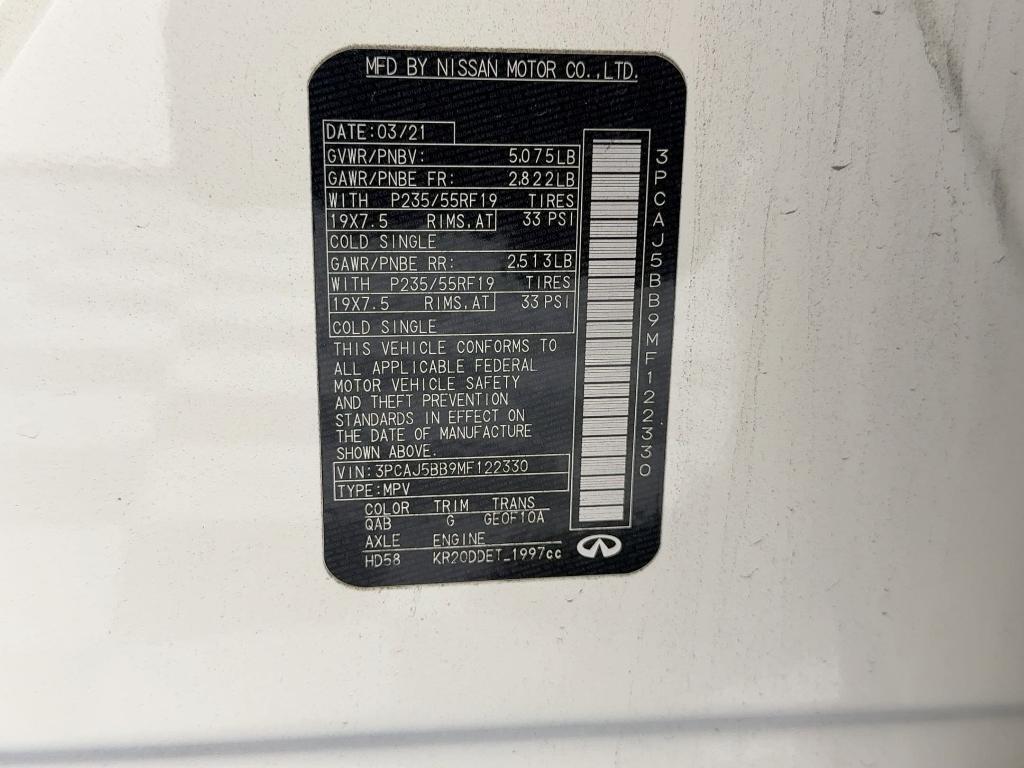 MFD BY NISSAN MOTOR CO.,LTD.
DATE:03/21
GVWR/PNBV: 5.075LB
GAWR/PNBE FR: 2.822LB
WITH P235/55RF19 TIRES
19X7.5 RIMS,AT 33 PSI
COLD SINGLE
GAWR/PNBE RR: 2.513LB
WITH P235/55RF19 TIRES
19X7.5 RIMS,AT 33 PSI
COLD SINGLE
THIS VEHICLE CONFORMS TO
ALL APPLICABLE FEDERAL
MOTOR VEHICLE SAFETY
AND THEFT PREVENTION
STANDARDS IN EFFECT ON
THE DATE OF MANUFACTURE
SHOWN ABOVE.
VIN:3PCAJ5BB9MF122330
TYPE:MPV
COLOR TRIM TRANS
QAB G GE0F10A
AXLE ENGINE
HD58 KR20DDET_1997cc
3PCAJ5BB9MF122330